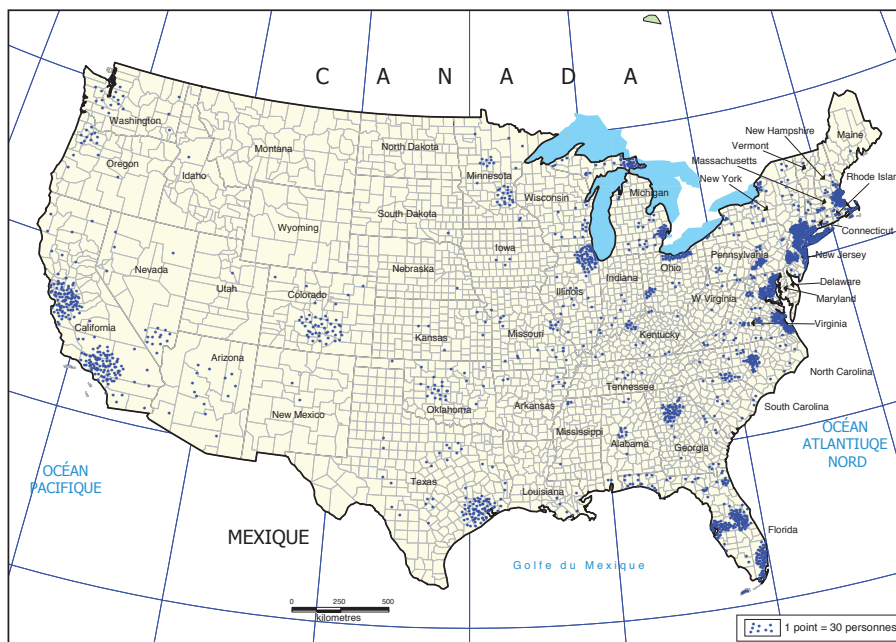 C A N A D A
New Hampshire
Vermont
Maine
Massachusetts
Rhode Islan
New York
Washington
Montana
North Dakota
Minnesota
Oregon
Idaho
Wisconsin
Michigan
South Dakota
Connecticut
Wyoming
Iowa
Pennsylvania
New Jersey
Nevada
Nebraska
Indiana
Ohio
Utah
Colorado
Illinois
Delaware
W Virginia
Maryland
California
Kansas
Missouri
Kentucky
Virginia
Arizona
Tennessee
North Carolina
New Mexico
Oklahoma
Arkansas
South Carolina
Mississippi
Alabama
Georgia
OCÉAN
ATLANTIUQE
NORD
OCÉAN
PACIFIQUE
Texas
Louisiana
MEXIQUE
Florida
Golfe du Mexique
0 250 500
kilometres
1 point = 30 personnes